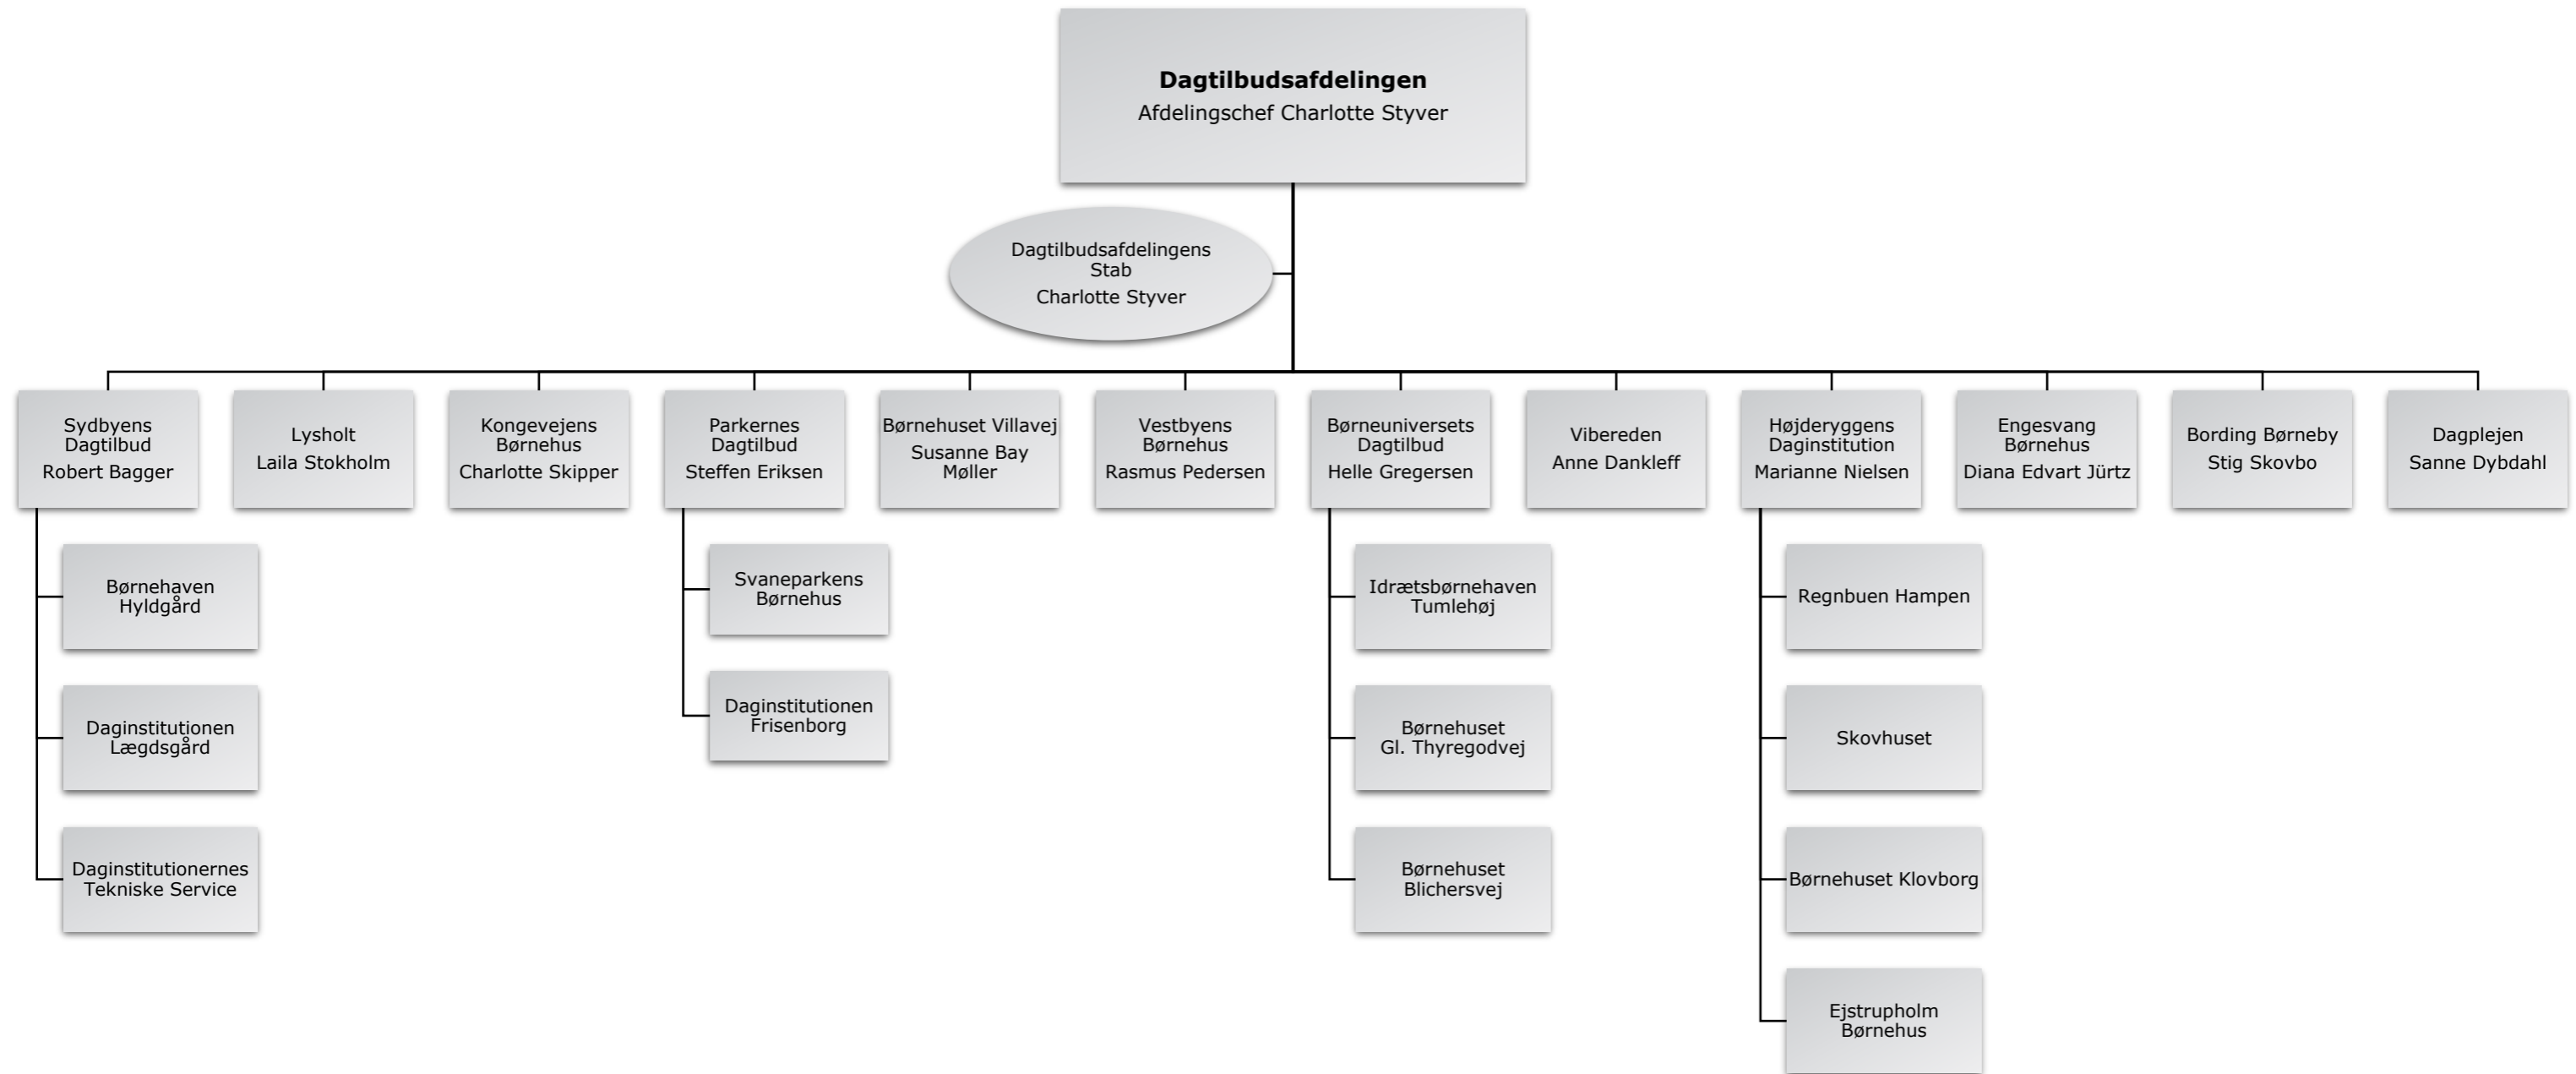 Dagtilbudsafdelingen
Afdelingschef Charlotte Styver
Dagtilbudsafdelingens
Stab
Charlotte Styver
Sydbyens
Dagtilbud
Robert Bagger
Lysholt
Laila Stokholm
Kongevejens
Børnehus
Charlotte Skipper
Parkernes
Dagtilbud
Steffen Eriksen
Børnehuset Villavej
Susanne Bay
Møller
Vestbyens
Børnehus
Rasmus Pedersen
Børneuniversets
Dagtilbud
Helle Gregersen
Vibereden
Anne Dankleff
Højderyggens
Daginstitution
Marianne Nielsen
Engesvang
Børnehus
Diana Edvart Jürtz
Bording Børneby
Stig Skovbo
Dagplejen
Sanne Dybdahl
Børnehaven
Hyldgård
Daginstitutionen
Lægdsgård
Daginstitutionernes
Tekniske Service
Svaneparkens
Børnehus
Daginstitutionen
Frisenborg
Idrætsbørnehaven
Tumlehøj
Børnehuset
Gl. Thyregodvej
Børnehuset
Blichersvej
Regnbuen Hampen
Skovhuset
Børnehuset Klovborg
Ejstrupholm
Børnehus